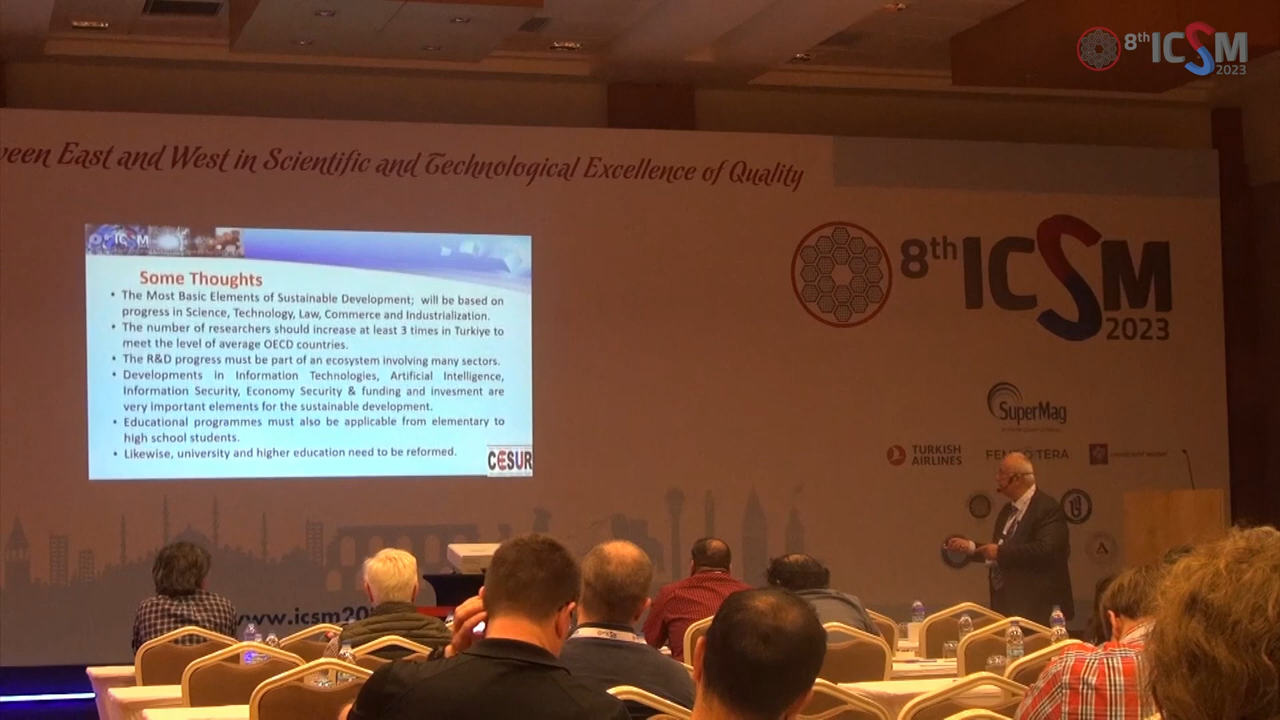 8th ICSM
2023
ween East and West in Scientific and Technological Excellence of Quality
ICSM
Some Thoughts
• The Most Basic Elements of Sustainable Development; will be based on
progress in Science, Technology, Law, Commerce and Industrialization.
• The number of researchers should increase at least 3 times in Turkiye to
meet the level of average OECD countries.
• The R&D progress must be part of an ecosystem involving many sectors.
• Developments in Information Technologies, Artificial Intelligence,
Information Security, Economy Security & funding and invesment are
very important elements for the sustainable development.
• Educational programmes must also be applicable from elementary to
high school students.
• Likewise, university and higher education need to be reformed.
CESUR
8th ICSM
2023
SuperMag
TURKISH
AIRLINES
TERA
www.icsm20